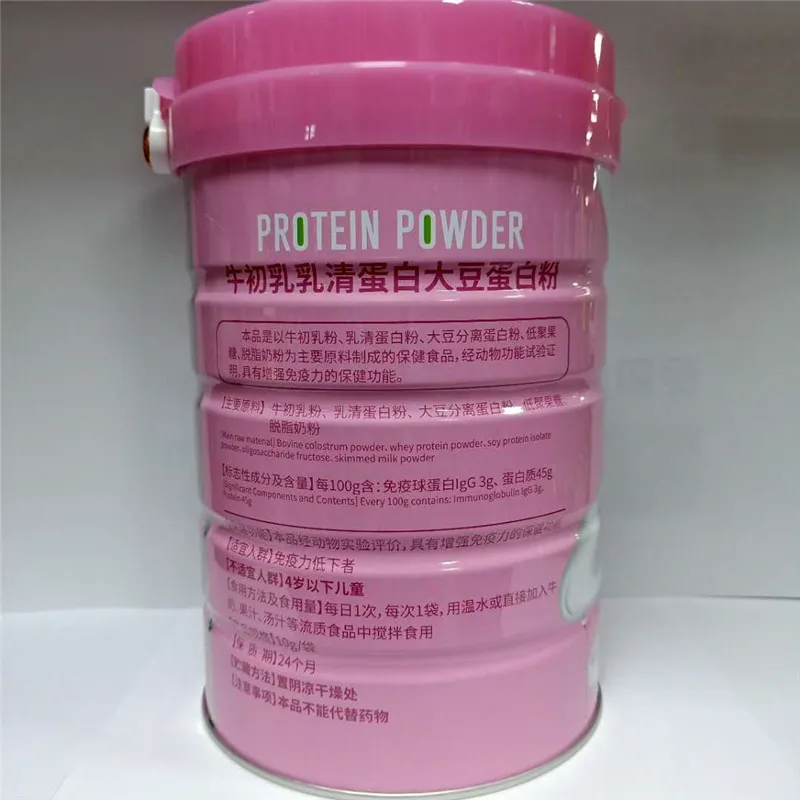 PROTEIN POWDER
牛初乳乳清蛋白大豆蛋白粉
本品是以牛初乳粉、乳清蛋白粉、大豆分离蛋白粉、低聚果
糖、脱脂奶粉为主要原料制成的保健食品，经动物功能试验证
明，具有增强免疫力的保健功能。
【主要原料】牛初乳粉、乳清蛋白粉、大豆分离蛋白粉、低聚果糖、
脱脂奶粉
[Main raw material] Bovine colostrum powder、whey protein powder、soy protein isolate
powder、oligosaccharide fructose、skimmed milk powder
【标志性成分及含量】每100g含：免疫球蛋白IgG 3g、蛋白质45g
[Significant Components and Contents] Every 100g contains: Immunoglobulin IgG 3g、
Protein 45g
功能】本品经动物实验评价，具有增强免疫力的保健功能
【适宜人群】免疫力低下者
【不适宜人群】4岁以下儿童
【食用方法及食用量】每日1次，每次1袋，用温水或直接加入牛
奶、果汁、汤汁等流质食品中搅拌食用
10g/袋
【保 质 期】24个月
【贮藏方法】置阴凉干燥处
【注意事项】本品不能代替药物